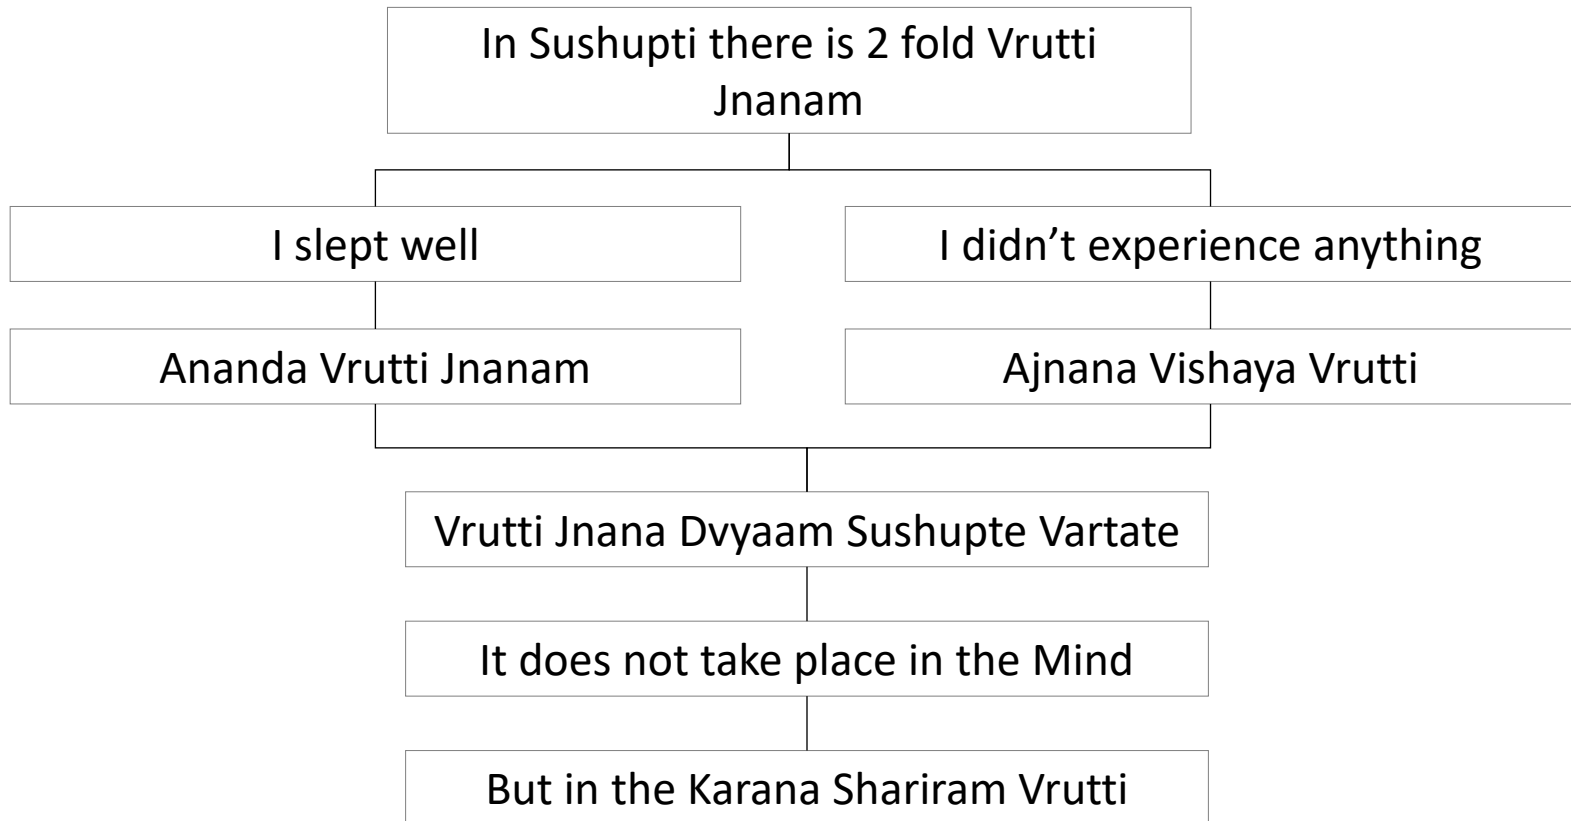 In Sushupti there is 2 fold Vrutti
Jnanam
I slept well
I didn’t experience anything
Ananda Vrutti Jnanam
Ajnana Vishaya Vrutti
Vrutti Jnana Dvyaam Sushupte Vartate
It does not take place in the Mind
But in the Karana Shariram Vrutti